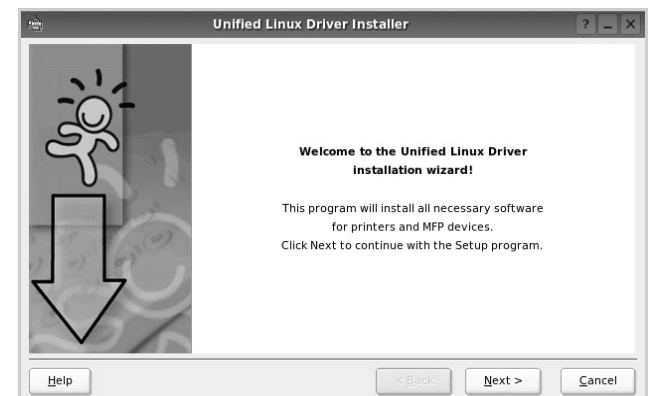 Unified Linux Driver Installer
Welcome to the Unified Linux Driver
installation wizard!
This program will install all necessary software
for printers and MFP devices.
Click Next to continue with the Setup program.
Help
< Back
Next >
Cancel